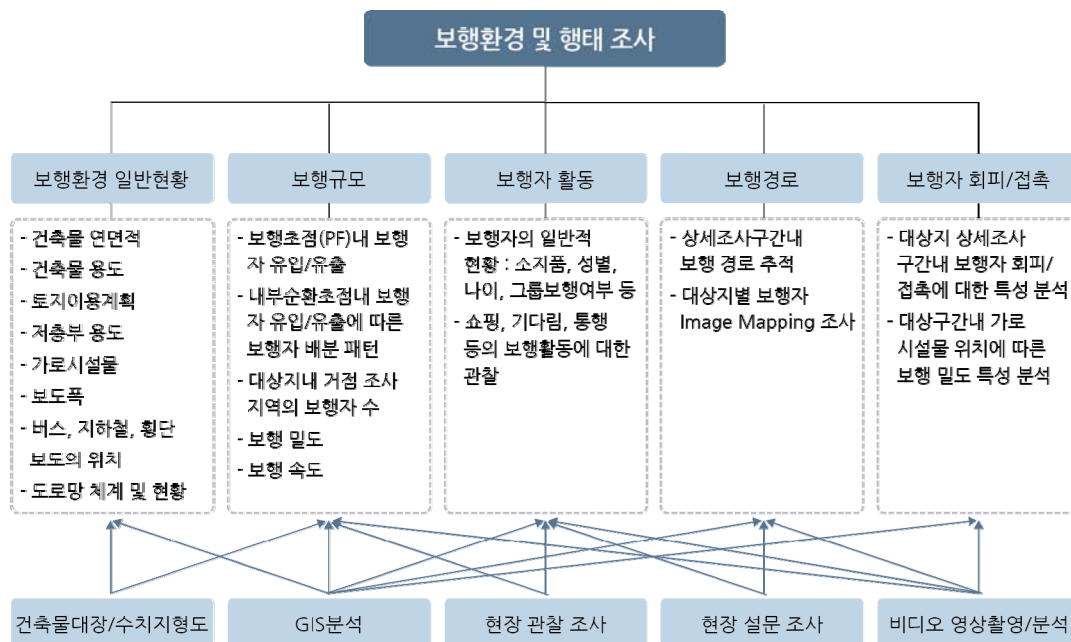 보행환경 및 행태 조사
보행환경 일반현황
- 건축물 연면적
- 건축물 용도
- 토지이용계획
- 저층부 용도
- 가로시설물
- 보도폭
- 버스, 지하철, 횡단
보도의 위치
- 도로망 체계 및 현황
보행규모
- 보행초점(PF)내 보행
자 유입/유출
- 내부순환초점내 보행
자 유입/유출에 따른
보행자 배분 패턴
- 대상지내 거점 조사
지역의 보행자 수
- 보행 밀도
- 보행 속도
보행자 활동
- 보행자의 일반적
현황 : 소지품, 성별,
나이, 그룹보행여부 등
- 쇼핑, 기다림, 통행
등의 보행활동에 대한
관찰
보행경로
- 상세조사구간내
보행 경로 추적
- 대상지별 보행자
Image Mapping 조사
보행자 회피/접촉
- 대상지 상세조사
구간내 보행자 회피/
접촉에 대한 특성 분석
- 대상구간내 가로
시설물 위치에 따른
보행 밀도 특성 분석
건축물대장/수치지형도
GIS분석
현장 관찰 조사
현장 설문 조사
비디오 영상촬영/분석